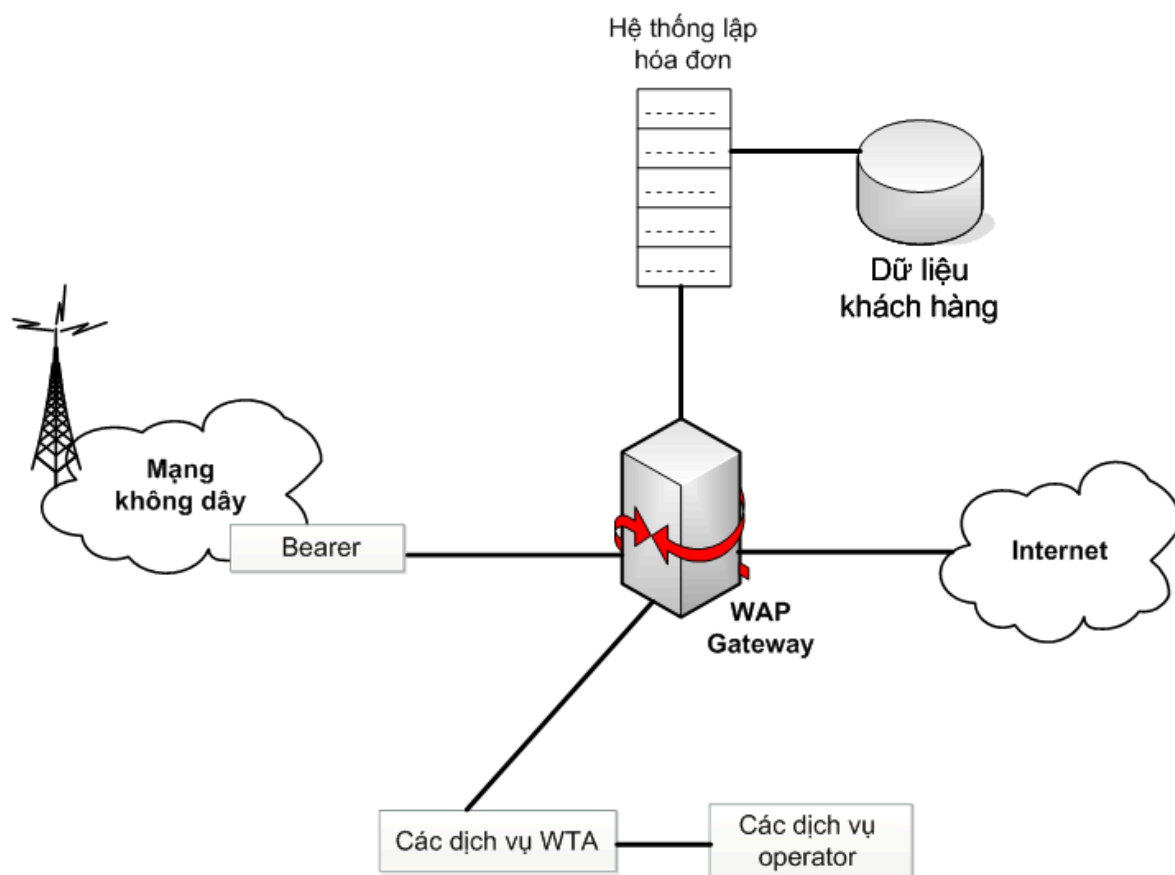 Hệ thống lập
hóa đơn
Dữ liệu
khách hàng
Mạng
không dây
Bearer
Internet
WAP
Gateway
Các dịch vụ WTA
Các dịch vụ
operator